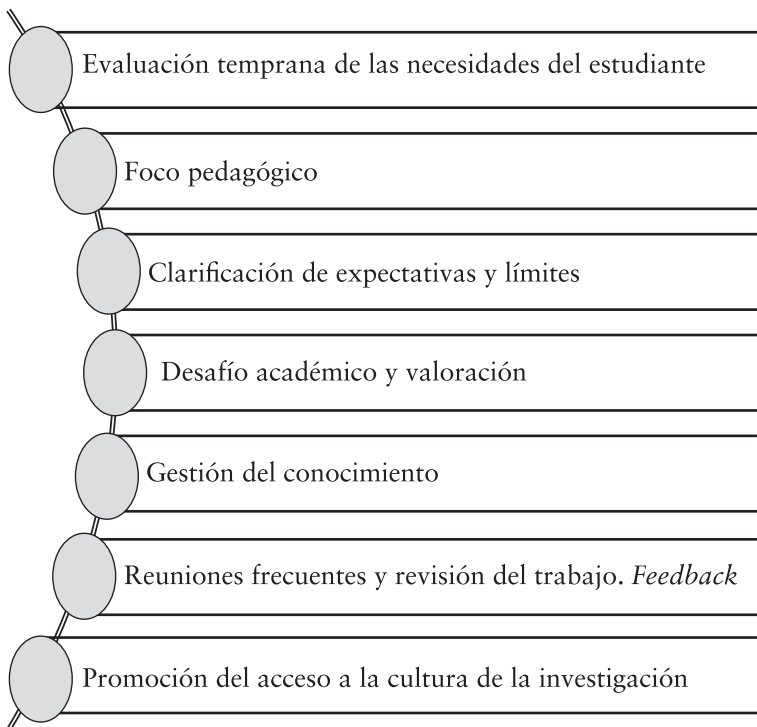 Evaluación temprana de las necesidades del estudiante
Foco pedagógico
Clarificación de expectativas y límites
Desafío académico y valoración
Gestión del conocimiento
Reuniones frecuentes y revisión del trabajo. Feedback
Promoción del acceso a la cultura de la investigación